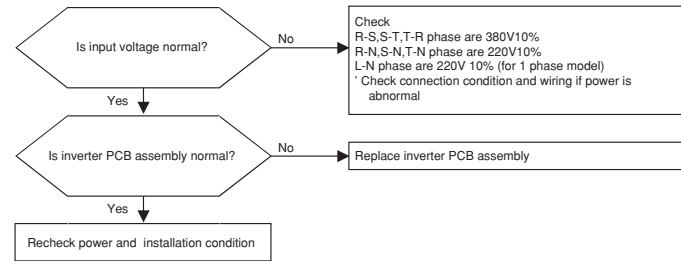 Is input voltage normal?
No
Check
R-S,S-T,T-R phase are 380V10%
R-N,S-N,T-N phase are 220V10%
L-N phase are 220V 10% (for 1 phase model)
' Check connection condition and wiring if power is
abnormal
Yes
Is inverter PCB assembly normal?
No
Replace inverter PCB assembly
Yes
Recheck power and installation condition